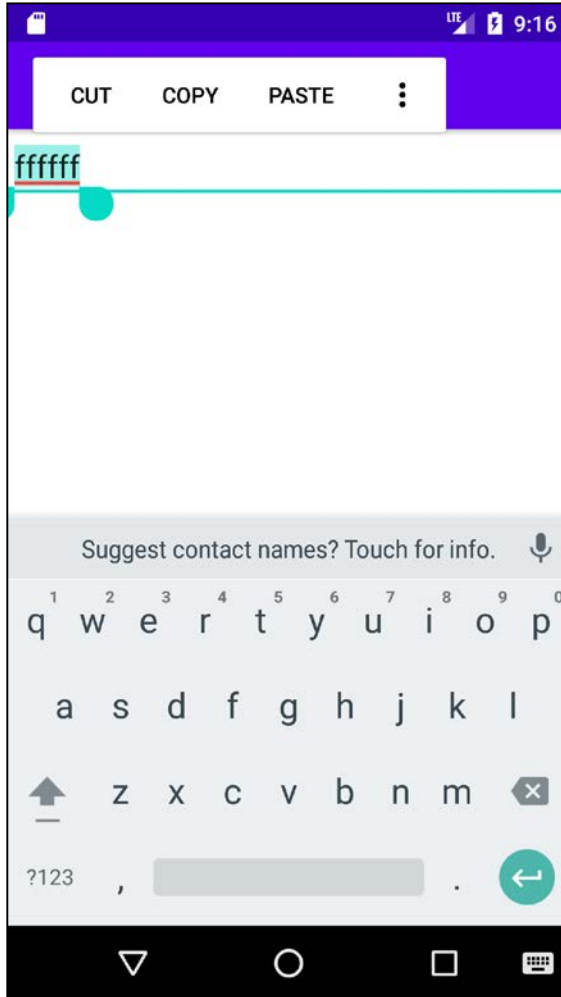 LTE 9:16
CUT COPY PASTE
ffffff
Suggest contact names? Touch for info.
1 2 3 4 5 6 7 8 9 0
q w e r t y u i o p
a s d f g h j k l
z x c v b n m
?123 , .